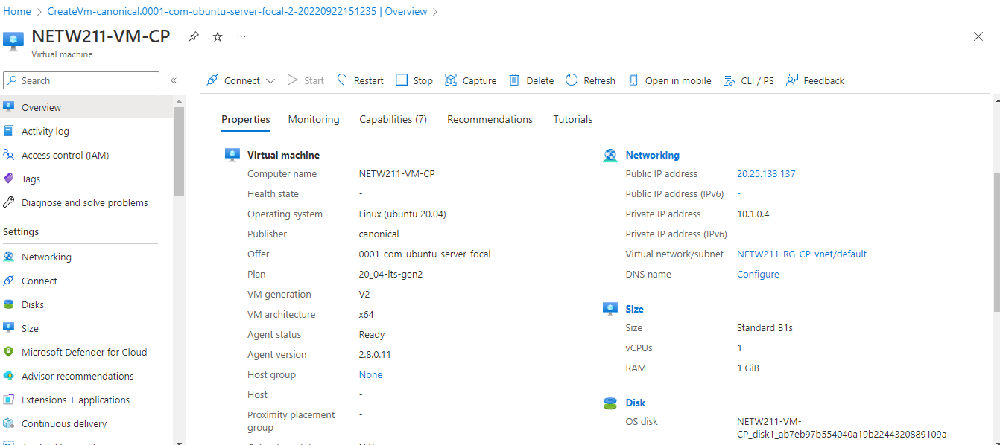 Home > CreateVm-canonical.0001-com-ubuntu-server-focal-2-20220922151235 | Overview >
NETW211-VM-CP
Virtual machine
Search
Connect Start Restart Stop Capture Delete Refresh Open in mobile CLI / PS Feedback
Overview
Activity log
Access control (IAM)
Tags
Diagnose and solve problems
Settings
Networking
Connect
Disks
Size
Microsoft Defender for Cloud
Advisor recommendations
Extensions + applications
Continuous delivery
Properties Monitoring Capabilities (7) Recommendations Tutorials
Virtual machine
Computer name NETW211-VM-CP
Health state -
Operating system Linux (ubuntu 20.04)
Publisher canonical
Offer 0001-com-ubuntu-server-focal
Plan 20_04-lts-gen2
VM generation V2
VM architecture x64
Agent status Ready
Agent version 2.8.0.11
Host group None
Host -
Proximity placement -
group
Networking
Public IP address 20.25.133.137
Public IP address (IPv6) -
Private IP address 10.1.0.4
Private IP address (IPv6) -
Virtual network/subnet NETW211-RG-CP-vnet/default
DNS name Configure
Size
Size Standard B1s
vCPUs 1
RAM 1 GiB
Disk
OS disk NETW211-VM-
CP_disk1_ab7eb97b554040a19b2244320889109a